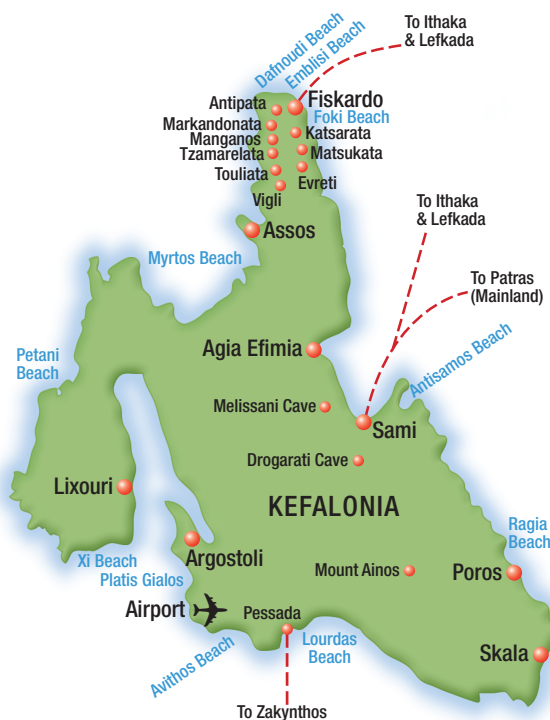 To Ithaka
& Lefkada
Dafnoudi Beach
Emblisi Beach
Antipata
Fiskardo
Foki Beach
Markandonata
Katsarata
Manganos
Tzamarelata
Matsukata
Touliata
Evreti
Vigli
To Ithaka
& Lefkada
Assos
Myrtos Beach
To Patras
(Mainland)
Agia Efimia
Petani
Beach
Antisamos Beach
Melissani Cave
Sami
Drogarati Cave
Lixouri
KEFALONIA
Ragia
Beach
Argostoli
Xi Beach
Platis Gialos
Mount Ainos
Poros
Airport
Pessada
Avithos Beach
Lourdas
Beach
Skala
To Zakynthos